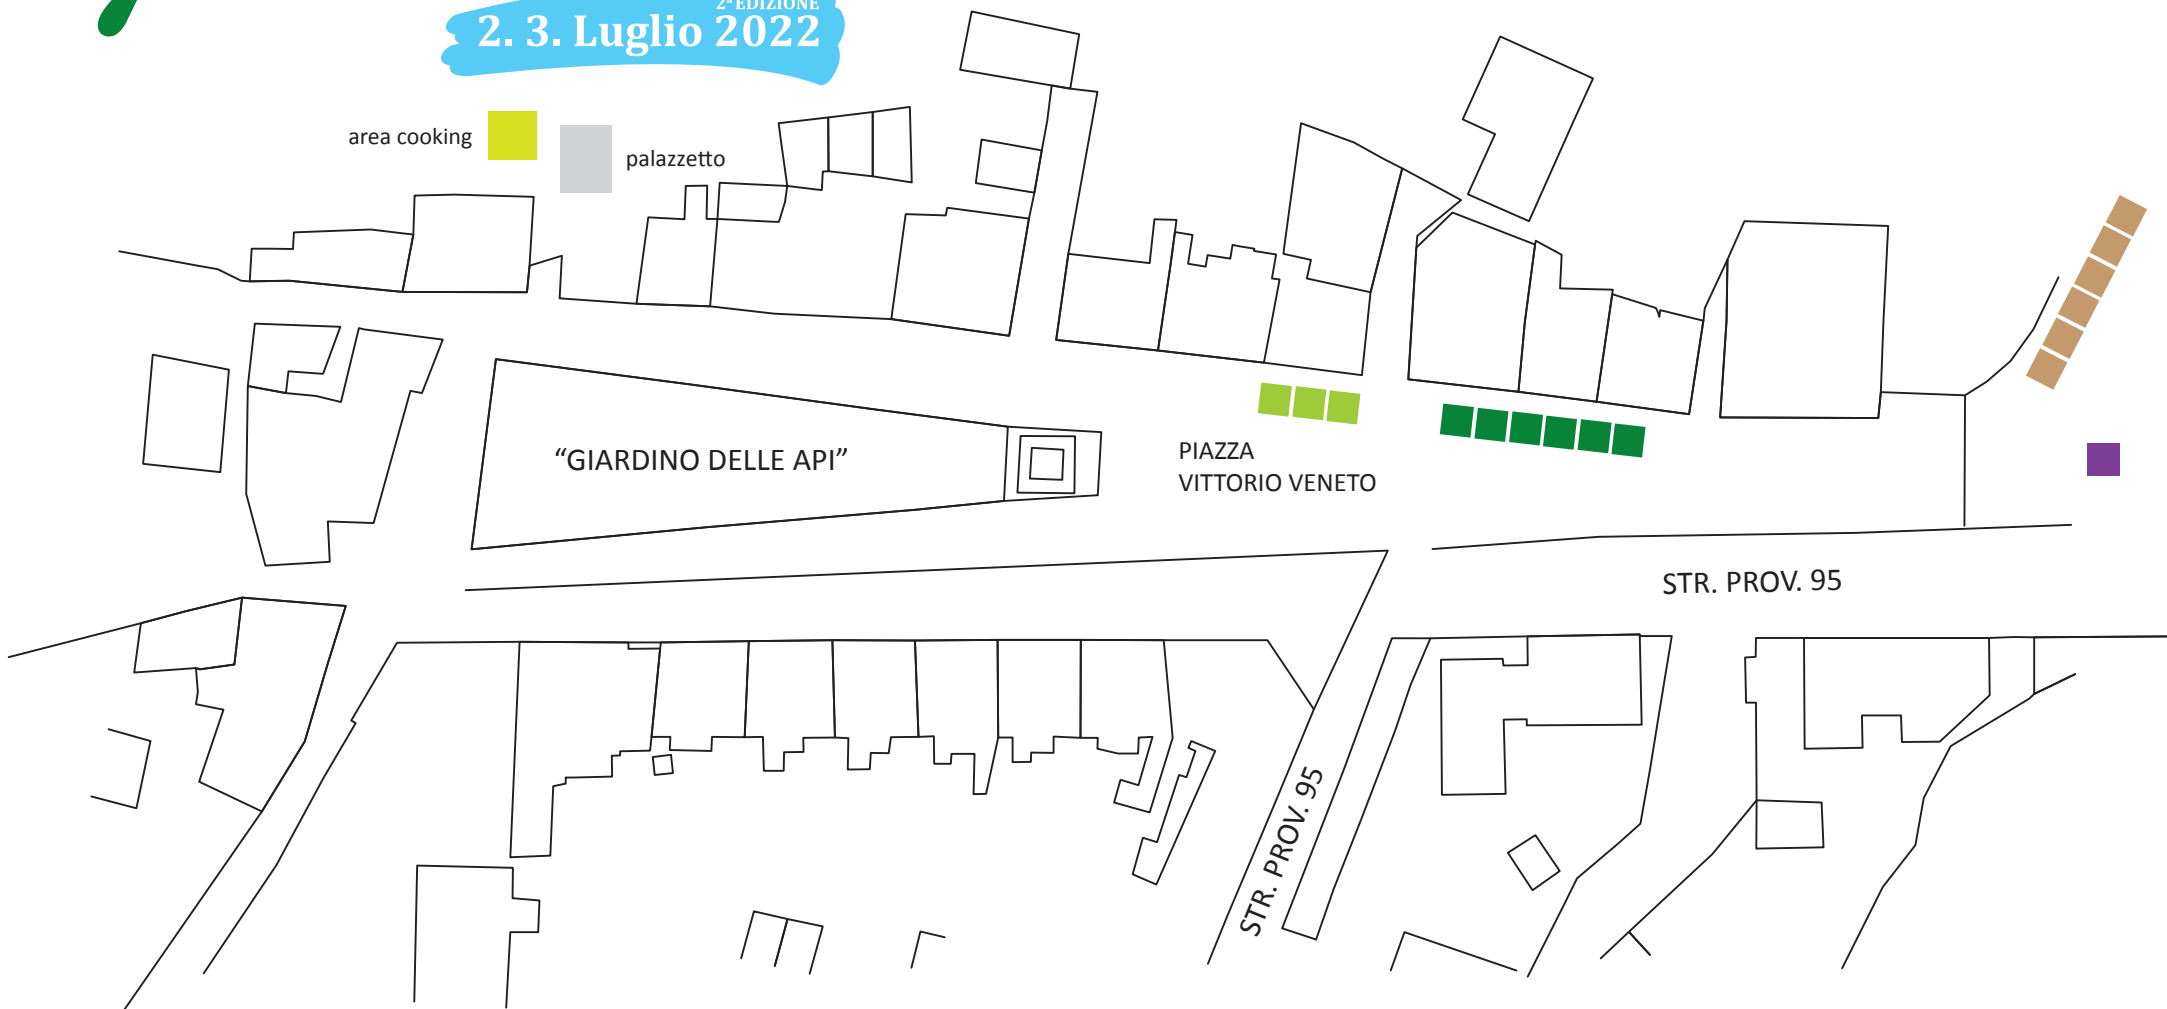 2ª EDIZIONE
2. 3. Luglio 2022
area cooking
palazzetto
“GIARDINO DELLE API”
PIAZZA
VITTORIO VENETO
STR. PROV. 95
STR. PROV. 95